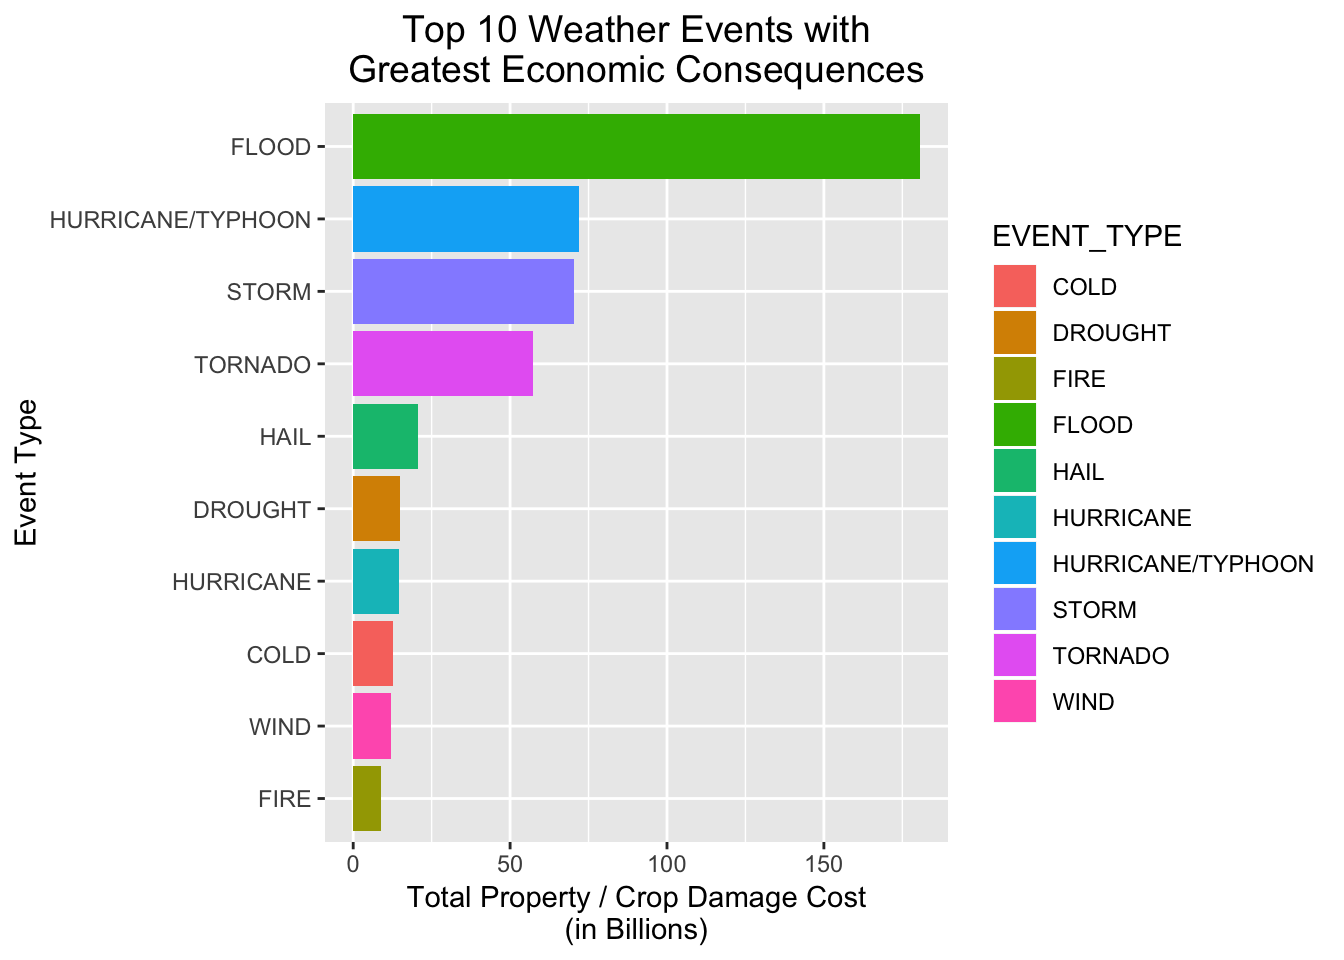 Top 10 Weather Events with
Greatest Economic Consequences
Event Type
FLOOD
HURRICANE/TYPHOON
STORM
TORNADO
HAIL
DROUGHT
HURRICANE
COLD
WIND
FIRE
0 50 100 150
Total Property / Crop Damage Cost
(in Billions)
EVENT_TYPE
COLD
DROUGHT
FIRE
FLOOD
HAIL
HURRICANE
HURRICANE/TYPHOON
STORM
TORNADO
WIND